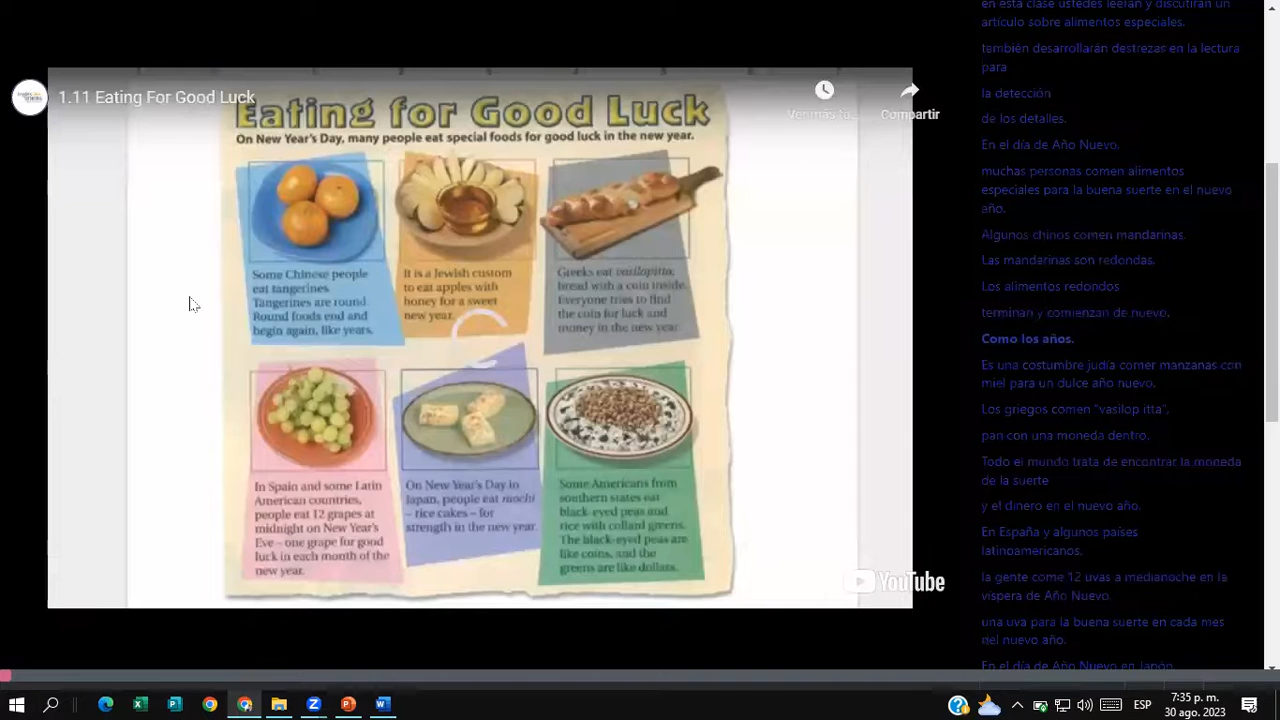 1.11 Eating For Good Luck
Compartir
Eating for Good Luck
On New Year's Day, many people eat special foods for good luck in the new year.
Some Chinese people
eat tangerines.
Tangerines are round.
Round foods end and
begin again, like years.
It is a Jewish custom
to eat apples with
honey for a sweet
new year.
Greeks eat vasilopitta,
bread with a coin inside.
Everyone tries to find
the coin for luck and
money in the new year.
In Spain and some Latin
American countries,
people eat 12 grapes at
midnight on New Year's
Eve – one grape for good
luck in each month of the
new year.
On New Year's Day in
Japan, people eat mochi
– rice cakes – for
strength in the new year.
Some Americans from
southern states eat
black-eyed peas and
rice with collard greens.
The black-eyed peas are
like coins, and the
greens are like dollars.
YouTube
en esta clase ustedes leerán y discutirán un
artículo sobre alimentos especiales.
también desarrollarán destrezas en la lectura
para
la detección
de los detalles.
En el día de Año Nuevo,
muchas personas comen alimentos
especiales para la buena suerte en el nuevo
año.
Algunos chinos comen mandarinas.
Las mandarinas son redondas.
Los alimentos redondos
terminan y comienzan de nuevo.
Como los años.
Es una costumbre judía comer manzanas con
miel para un dulce año nuevo.
Los griegos comen "vasilop itta",
pan con una moneda dentro.
Todo el mundo trata de encontrar la moneda
de la suerte
y el dinero en el nuevo año.
En España y algunos países
latinoamericanos,
la gente come 12 uvas a medianoche en la
víspera de Año Nuevo.
una uva para la buena suerte en cada mes
del nuevo año.
En el día de Año Nuevo en Japón,
ESP
7:35 p. m.
30 ago. 2023